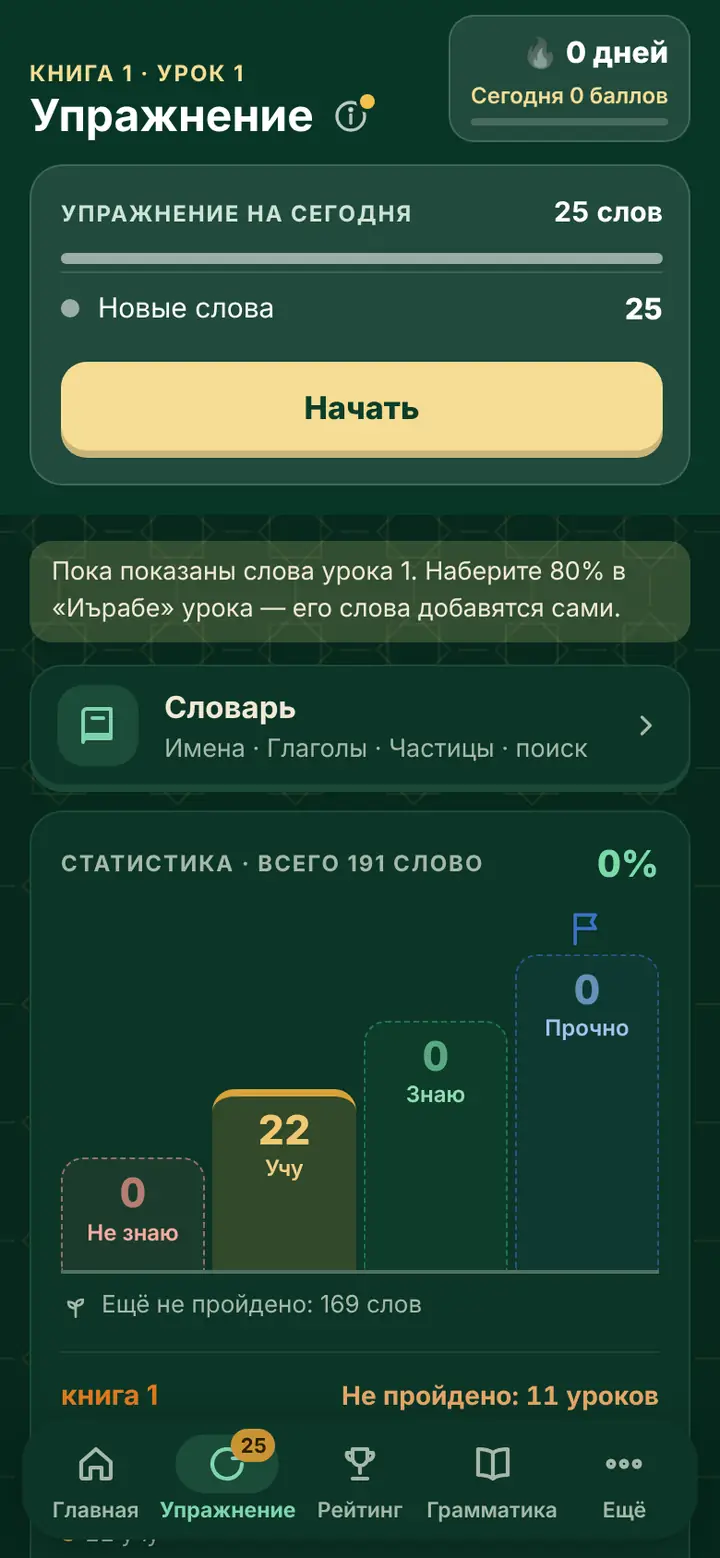 КНИГА 1 · УРОК 1
Упражнение
0 дней
Сегодня 0 баллов
УПРАЖНЕНИЕ НА СЕГОДНЯ
25 слов
Новые слова
25
Начать
Пока показаны слова урока 1. Наберите 80% в
«Иърабе» урока — его слова добавятся сами.
Словарь
Имена · Глаголы · Частицы · поиск
СТАТИСТИКА · ВСЕГО 191 СЛОВО
0%
0
Прочно
0
Знаю
22
Учу
0
Не знаю
Ещё не пройдено: 169 слов
книга 1
Не пройдено: 11 уроков
25
Главная
Упражнение
Рейтинг
Грамматика
Ещё